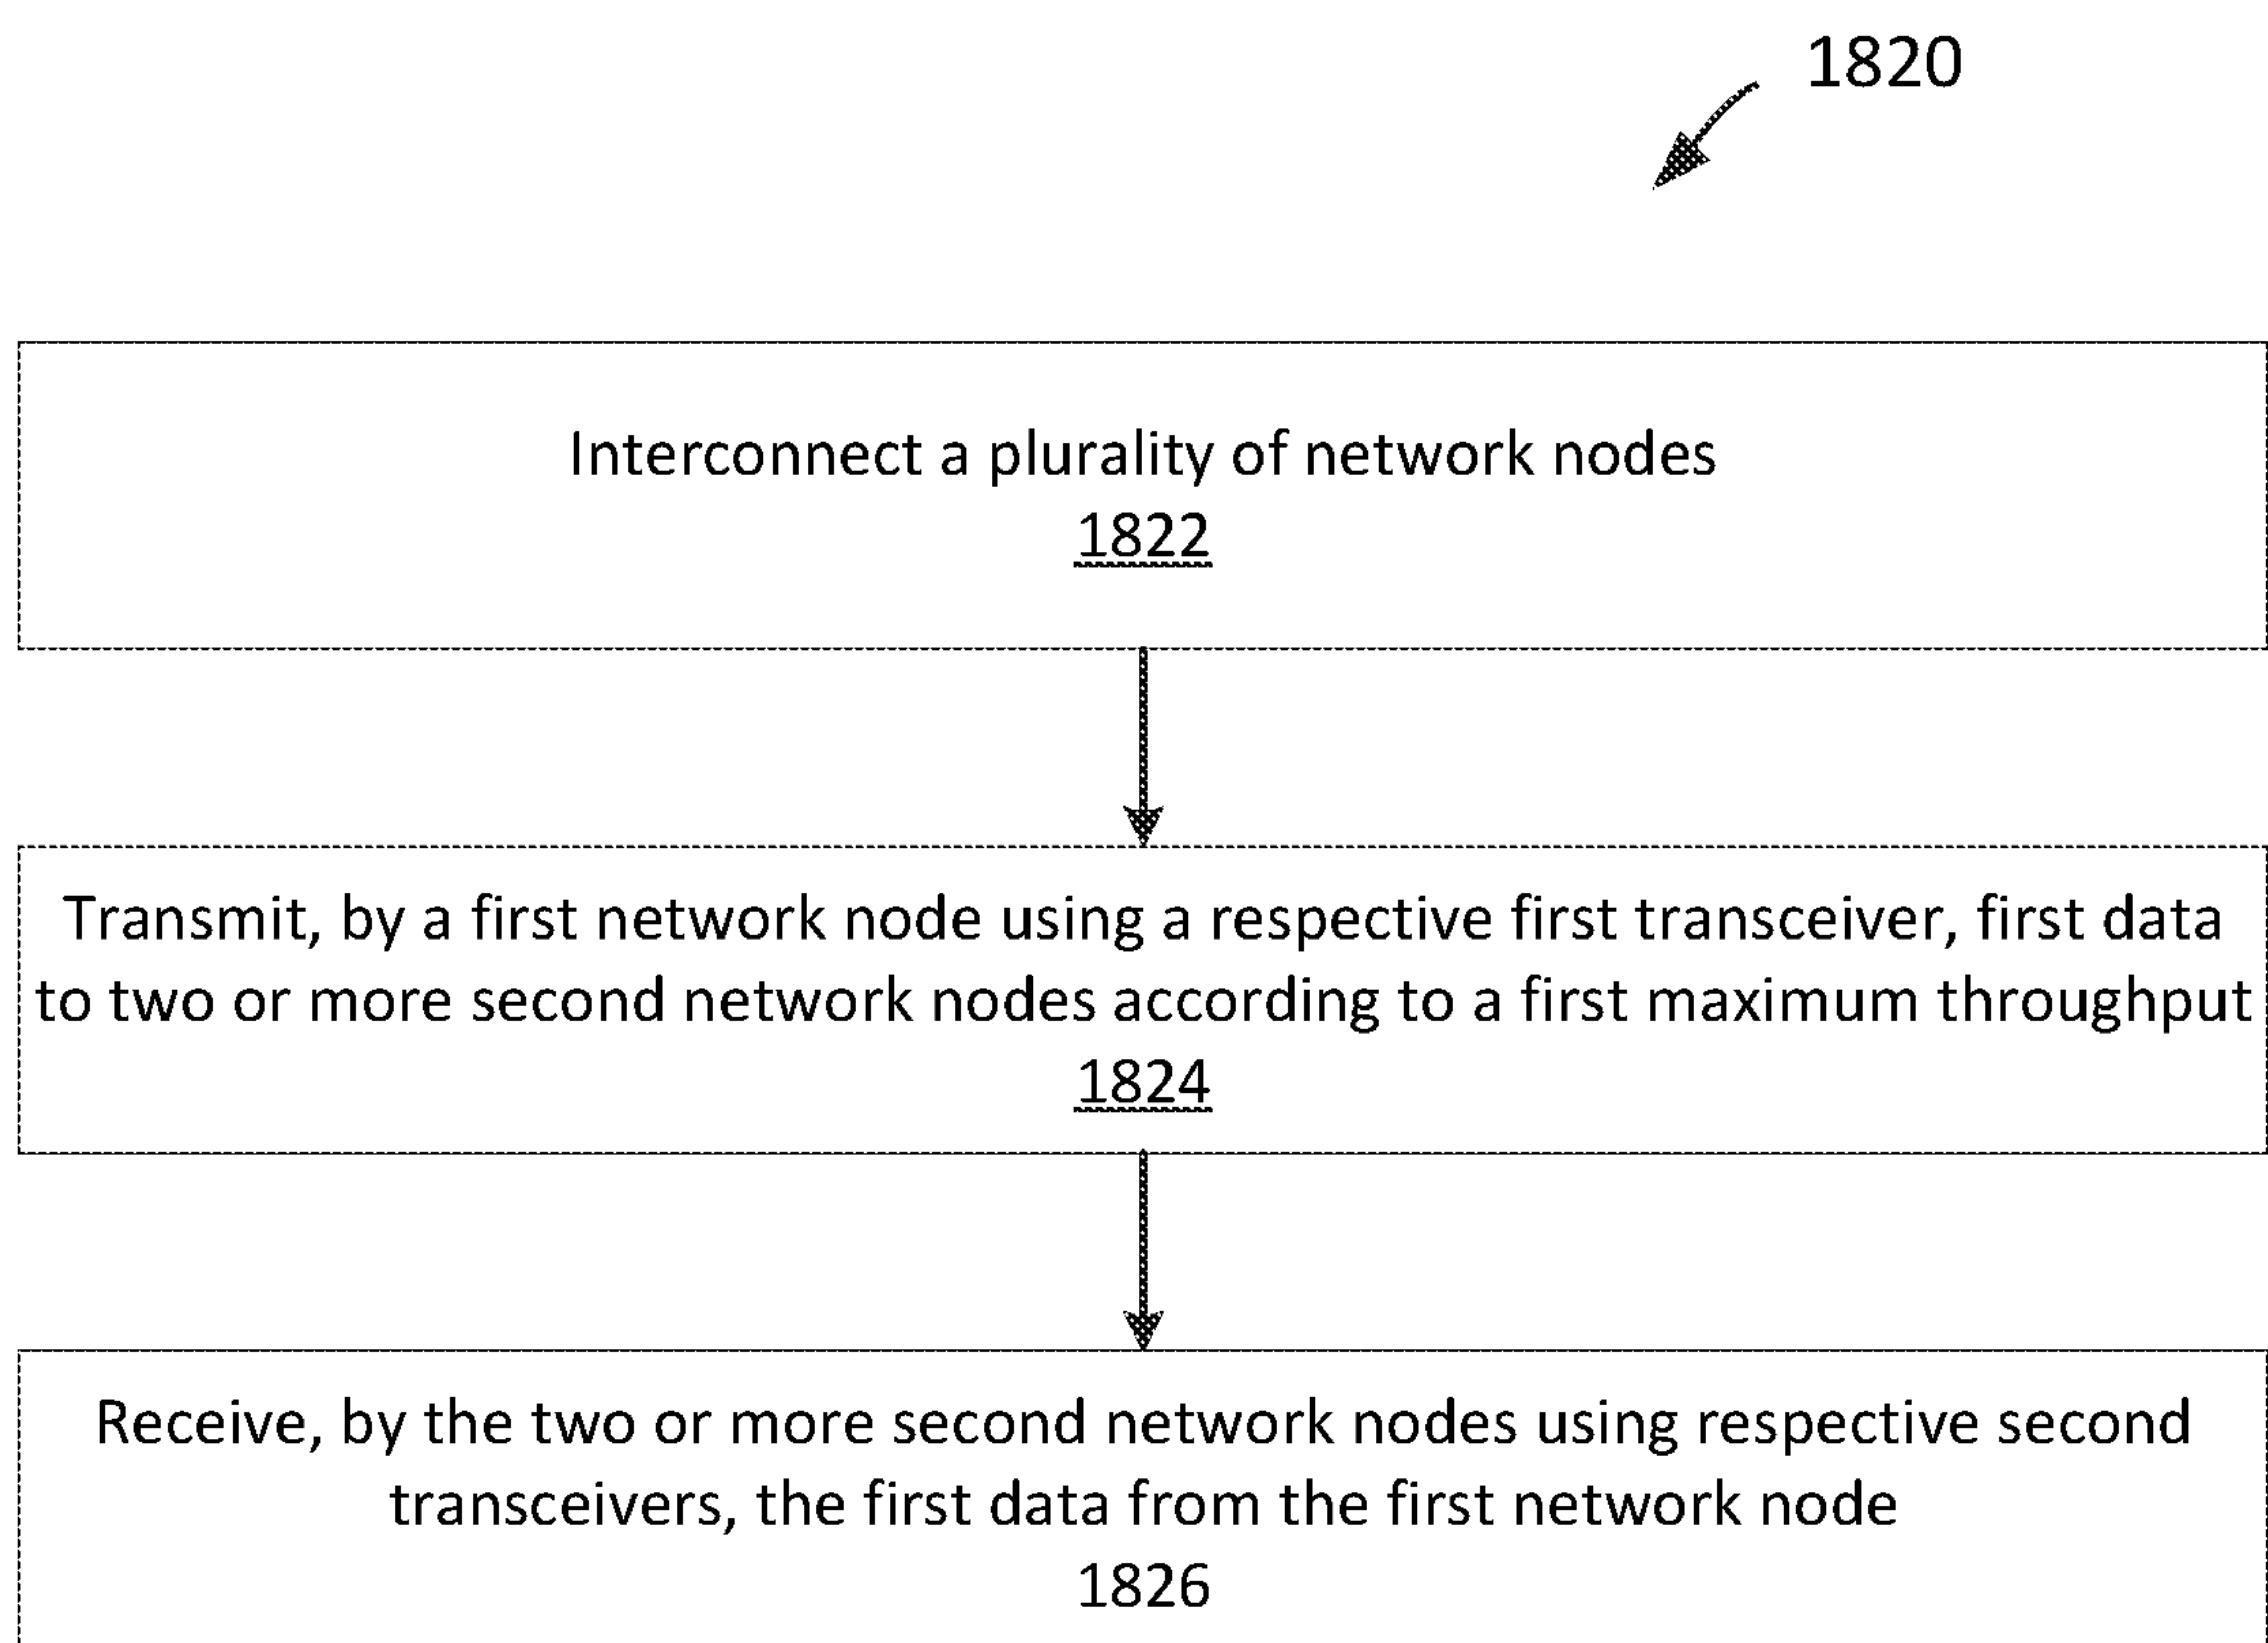 1820
Interconnect a plurality of network nodes
1822
Transmit, by a first network node using a respective first transceiver, first data
to two or more second network nodes according to a first maximum throughput
1824
Receive, by the two or more second network nodes using respective second
transceivers, the first data from the first network node
1826